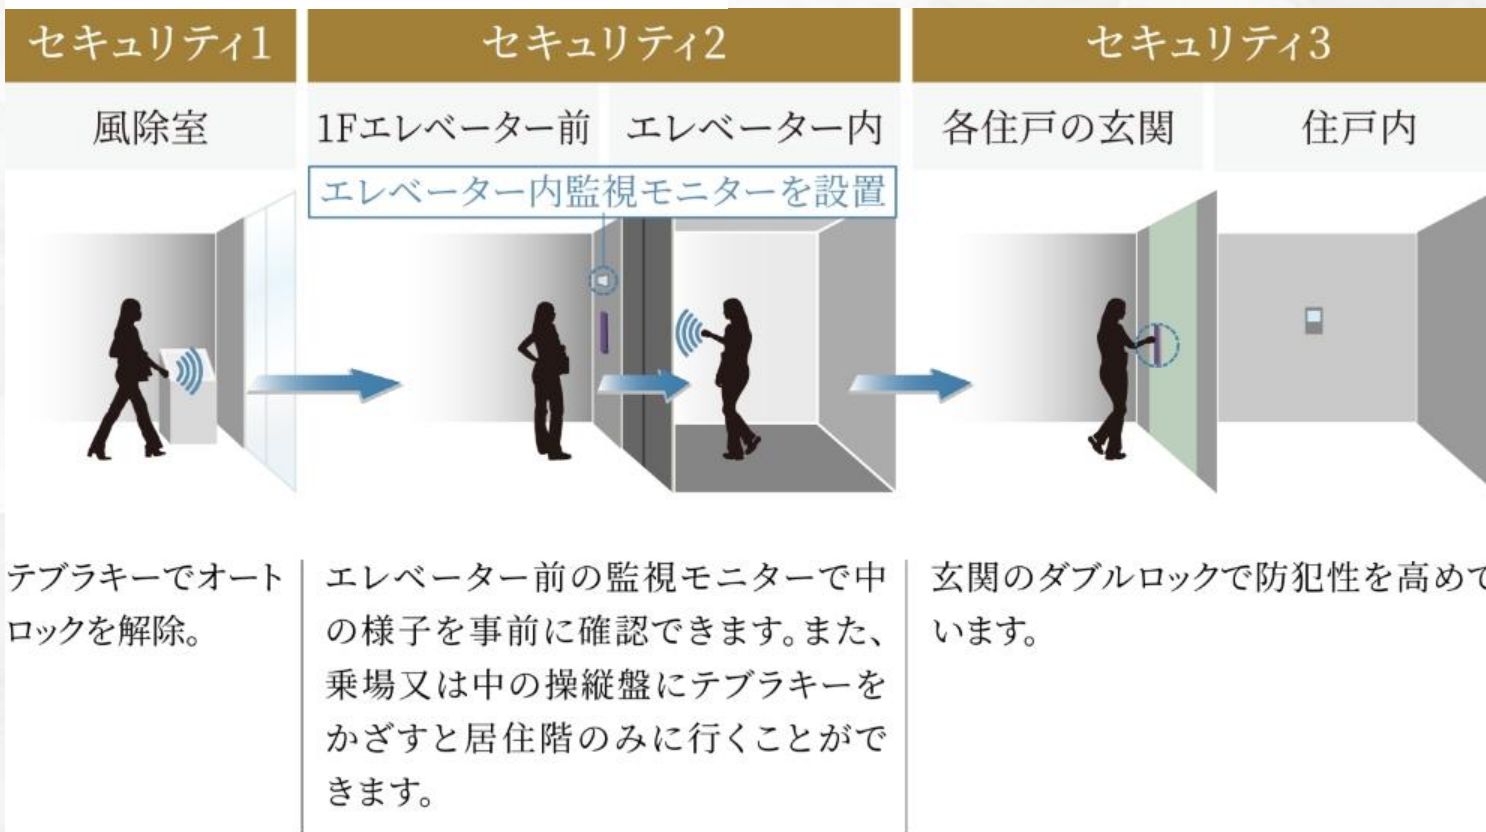 セキュリティ1
セキュリティ2
セキュリティ3
風除室
1Fエレベーター前
エレベーター内
各住戸の玄関
住戸内
エレベーター内監視モニターを設置
テブラキーでオート
ロックを解除。
エレベーター前の監視モニターで中
の様子を事前に確認できます。また、
乗場又は中の操縦盤にテブラキーを
かざすと居住階のみに行くことがで
きます。
玄関のダブルロックで防犯性を高めて
います。